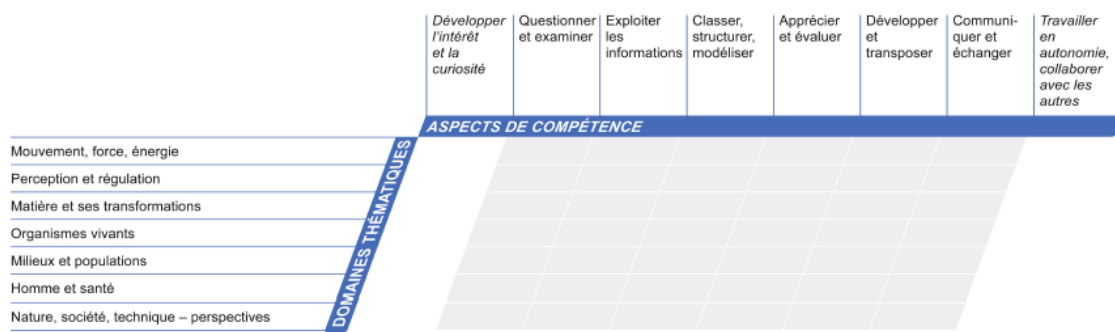 Développer
l'intérêt
et la
curiosité
Questionner
et examiner
Exploiter
les
informations
Classer,
structurer,
modéliser
Apprécier
et évaluer
Développer
et
transposer
Communi-
quer et
échanger
Travailler
en
autonomie,
collaborer
avec les
autres
ASPECTS DE COMPÉTENCE
DOMAINES THÉMATIQUES
Mouvement, force, énergie
Perception et régulation
Matière et ses transformations
Organismes vivants
Milieux et populations
Homme et santé
Nature, société, technique – perspectives